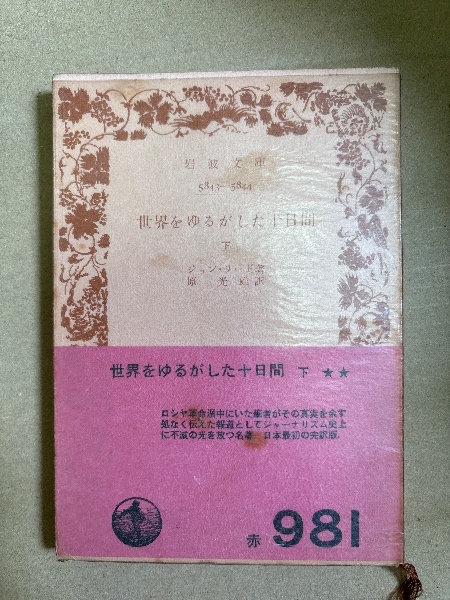 岩波文庫
5843—5844
世界をゆるがした十日間
下
ジョン・リード著
原光雄訳
世界をゆるがした十日間 下 ★★
ロシヤ革命渦中にいた筆者がその真実を余す
処なく伝えた報道としてジャーナリズム史上
に不滅の光を放つ名著。日本最初の完訳版。
赤 981